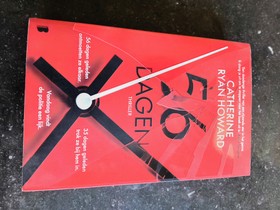 CATHERINE
RYAN HOWARD
56
DAGEN
THRILLER
56 dagen geleden
ontmoetten ze elkaar.
35 dagen geleden
trok ze bij hem in.
Vandaag vindt
de politie een lijk.